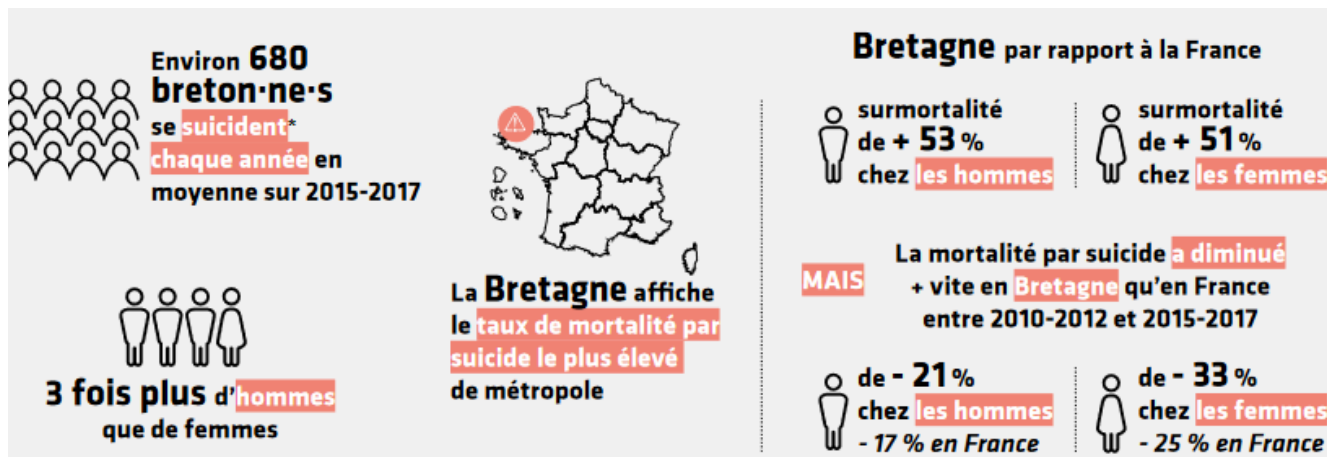 Environ 680
breton·ne·s
se suicident*
chaque année en
moyenne sur 2015-2017
3 fois plus d'hommes
que de femmes
La Bretagne affiche
le taux de mortalité par
suicide le plus élevé
de métropole
Bretagne par rapport à la France
surmortalité
de + 53 %
chez les hommes
surmortalité
de + 51 %
chez les femmes
MAIS
La mortalité par suicide a diminué
+ vite en Bretagne qu'en France
entre 2010-2012 et 2015-2017
de - 21 %
chez les hommes
- 17 % en France
de - 33 %
chez les femmes
- 25 % en France